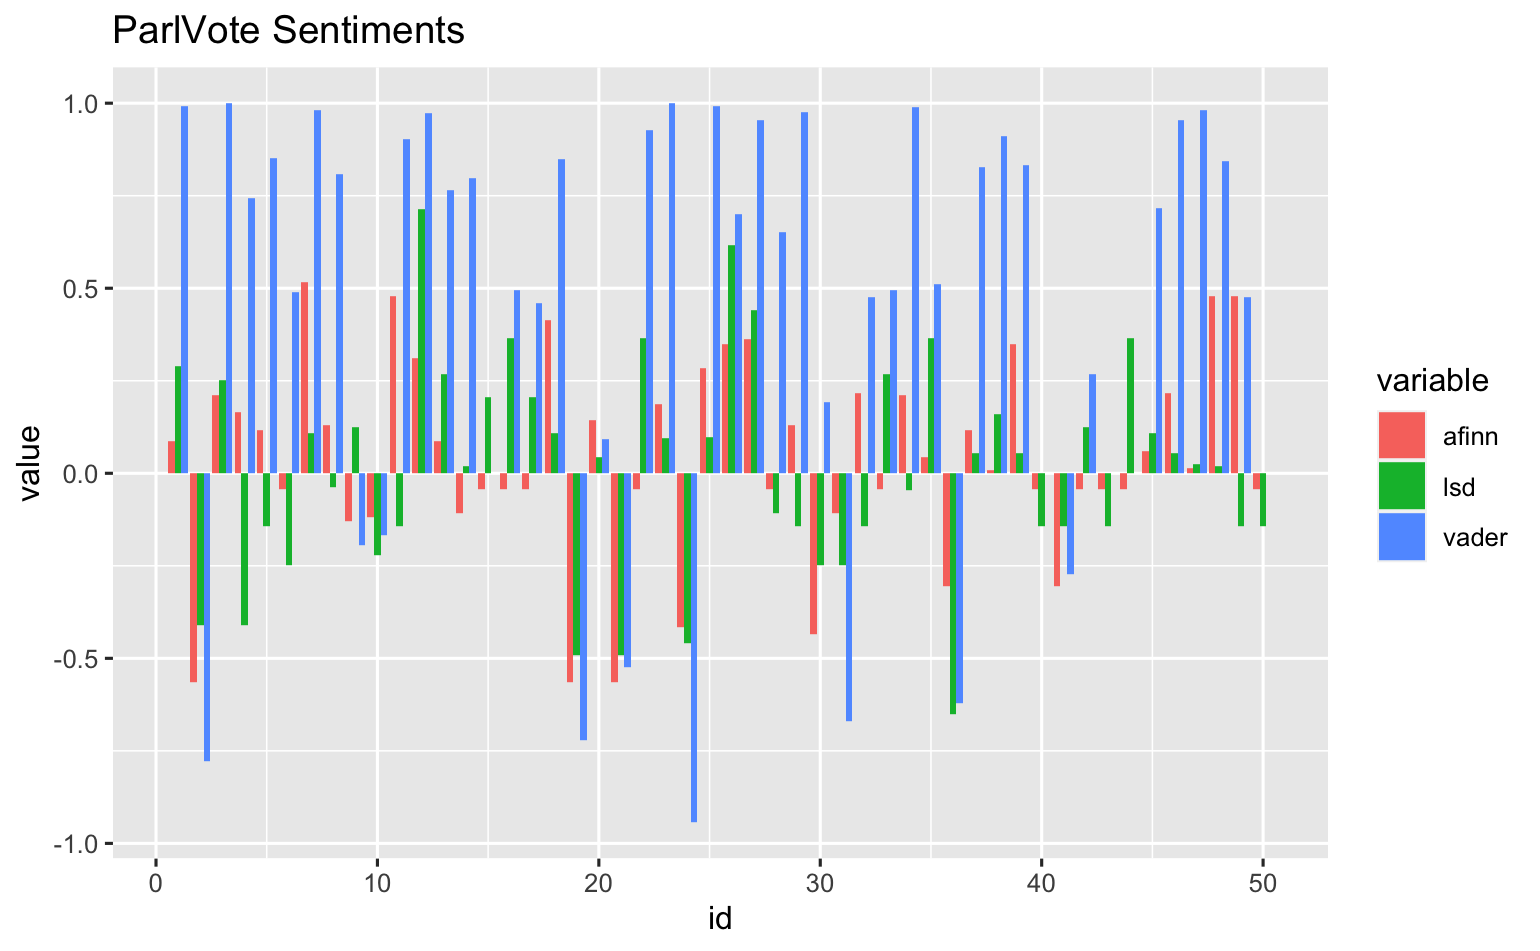 ParlVote Sentiments
1.0
0.5
0.0
-0.5
-1.0
value
0 10 20 30 40 50
id
variable
afinn
lsd
vader